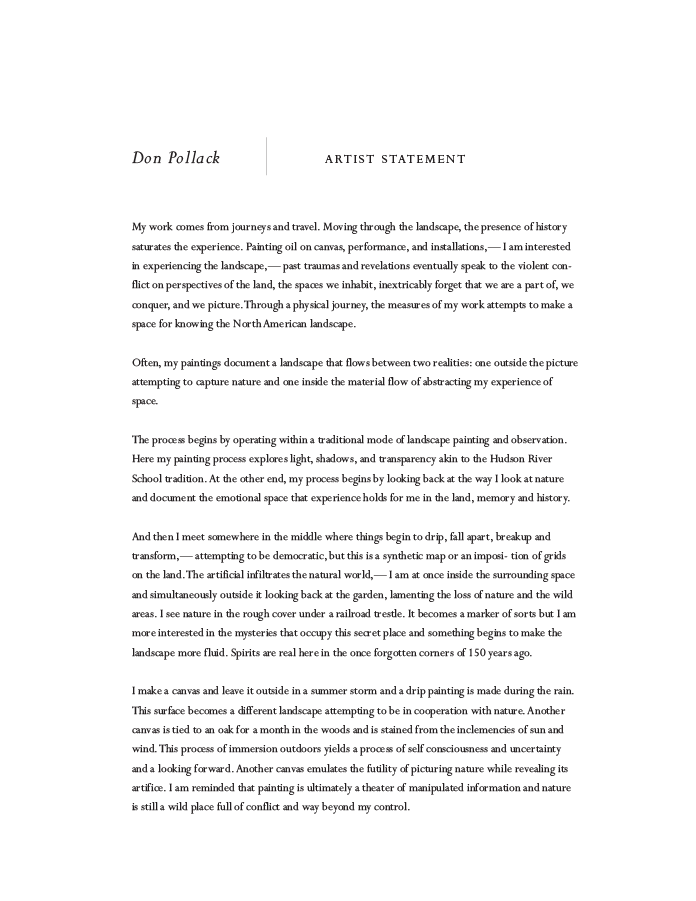 Don Pollack
ARTIST STATEMENT
My work comes from journeys and travel. Moving through the landscape, the presence of history
saturates the experience. Painting oil on canvas, performance, and installations,— I am interested
in experiencing the landscape,— past traumas and revelations eventually speak to the violent con-
flict on perspectives of the land, the spaces we inhabit, inextricably forget that we are a part of, we
conquer, and we picture. Through a physical journey, the measures of my work attempts to make a
space for knowing the North American landscape.
Often, my paintings document a landscape that flows between two realities: one outside the picture
attempting to capture nature and one inside the material flow of abstracting my experience of
space.
The process begins by operating within a traditional mode of landscape painting and observation.
Here my painting process explores light, shadows, and transparency akin to the Hudson River
School tradition. At the other end, my process begins by looking back at the way I look at nature
and document the emotional space that experience holds for me in the land, memory and history.
And then I meet somewhere in the middle where things begin to drip, fall apart, breakup and
transform,— attempting to be democratic, but this is a synthetic map or an imposi- tion of grids
on the land. The artificial infiltrates the natural world,— I am at once inside the surrounding space
and simultaneously outside it looking back at the garden, lamenting the loss of nature and the wild
areas. I see nature in the rough cover under a railroad trestle. It becomes a marker of sorts but I am
more interested in the mysteries that occupy this secret place and something begins to make the
landscape more fluid. Spirits are real here in the once forgotten corners of 150 years ago.
I make a canvas and leave it outside in a summer storm and a drip painting is made during the rain.
This surface becomes a different landscape attempting to be in cooperation with nature. Another
canvas is tied to an oak for a month in the woods and is stained from the inclemencies of sun and
wind. This process of immersion outdoors yields a process of self consciousness and uncertainty
and a looking forward. Another canvas emulates the futility of picturing nature while revealing its
artifice. I am reminded that painting is ultimately a theater of manipulated information and nature
is still a wild place full of conflict and way beyond my control.